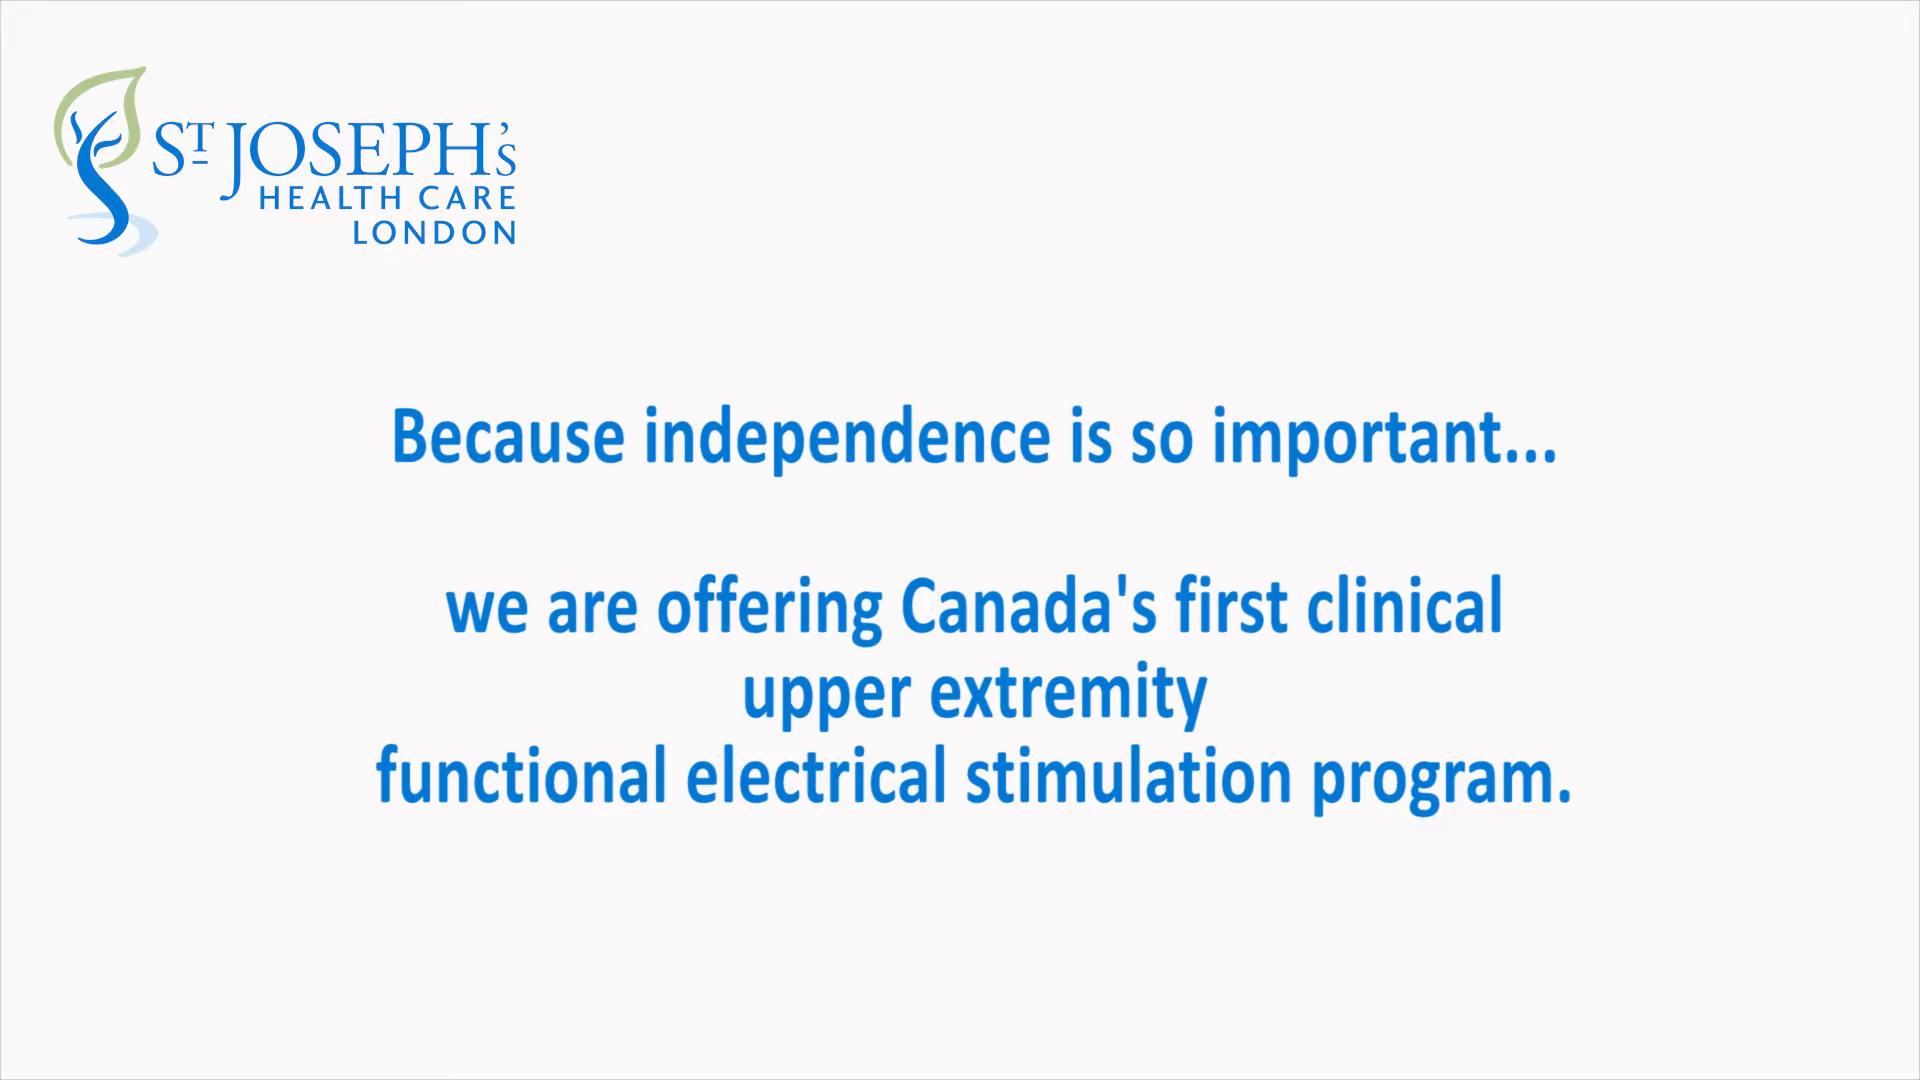 ST JOSEPH'S
HEALTH CARE
LONDON
Because independence is so important...
we are offering Canada's first clinical
upper extremity
functional electrical stimulation program.